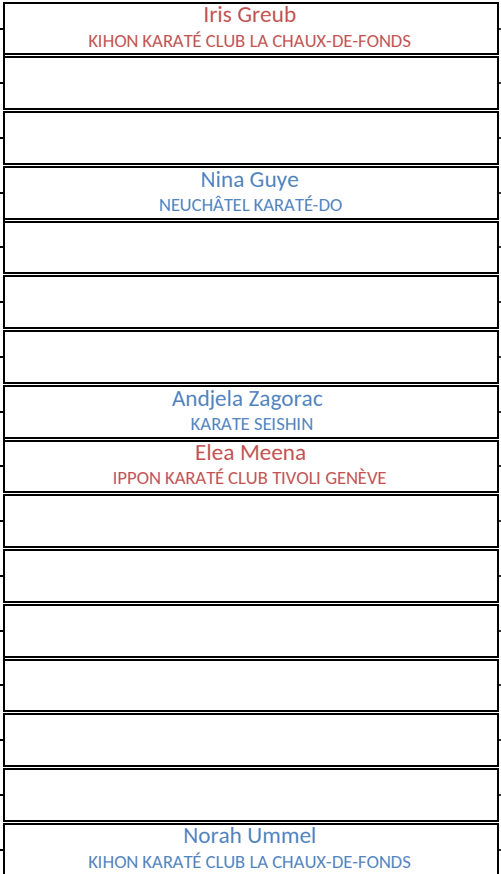 Iris Greub
KIHON KARATÉ CLUB LA CHAUX-DE-FONDS
Nina Guye
NEUCHÂTEL KARATÉ-DO
Andjela Zagorac
KARATE SEISHIN
Elea Meena
IPPON KARATÉ CLUB TIVOLI GENÈVE
Norah Ummel
KIHON KARATÉ CLUB LA CHAUX-DE-FONDS